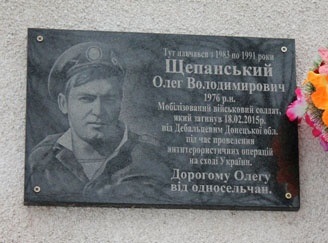 Тут навчався з 1983 по 1991 роки
Щепанський
Олег Володимирович
1976 р.н.
Мобілізований військовий солдат,
який загинув 18.02.2015р.
під Дебальцевим Донецької обл.
під час проведення
антитерористичних операцій
на сході України.
Дорогому Олегу
від односельчан.